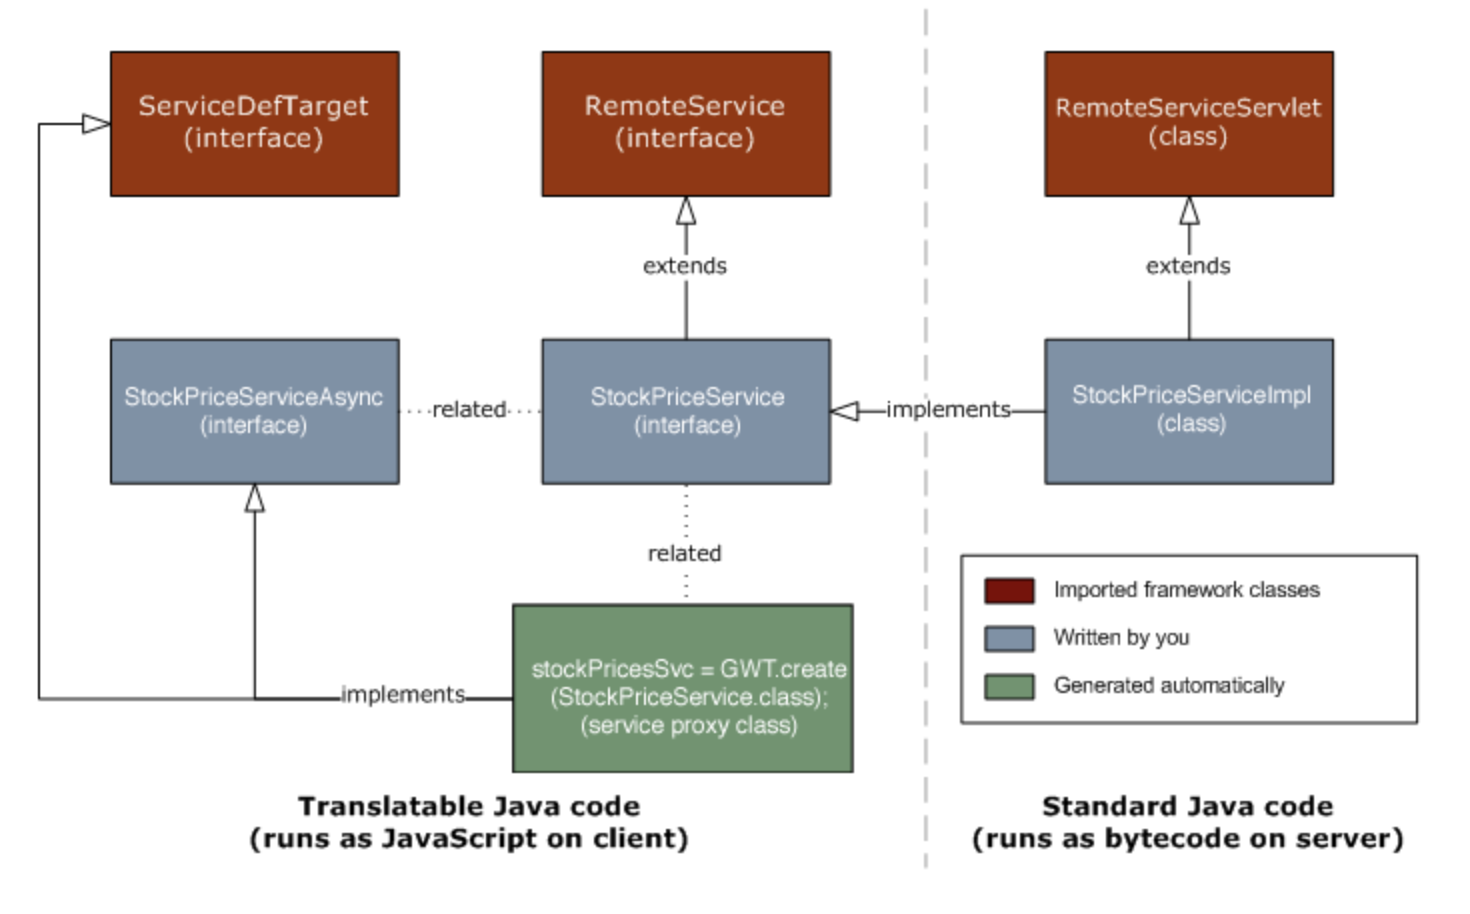 ServiceDefTarget
(interface)
RemoteService
(interface)
RemoteServiceServlet
(class)
extends
extends
StockPriceServiceAsync
(interface)
related
StockPriceService
(interface)
implements
StockPriceServiceImpl
(class)
related
stockPricesSvc = GWT.create
(StockPriceService.class);
(service proxy class)
implements
Imported framework classes
Written by you
Generated automatically
Translatable Java code
(runs as JavaScript on client)
Standard Java code
(runs as bytecode on server)